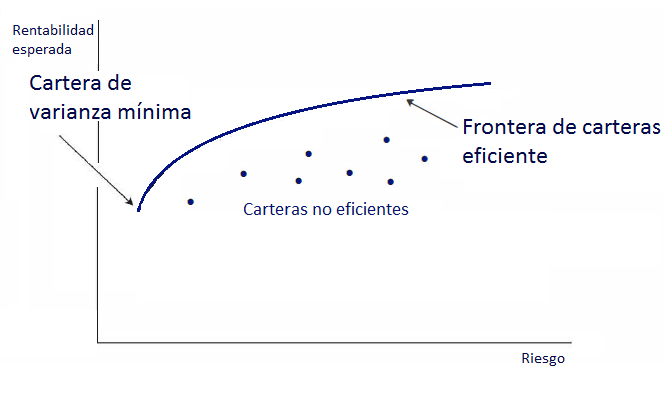 Rentabilidad
esperada
Cartera de
varianza mínima
Frontera de carteras
eficiente
Carteras no eficientes
Riesgo